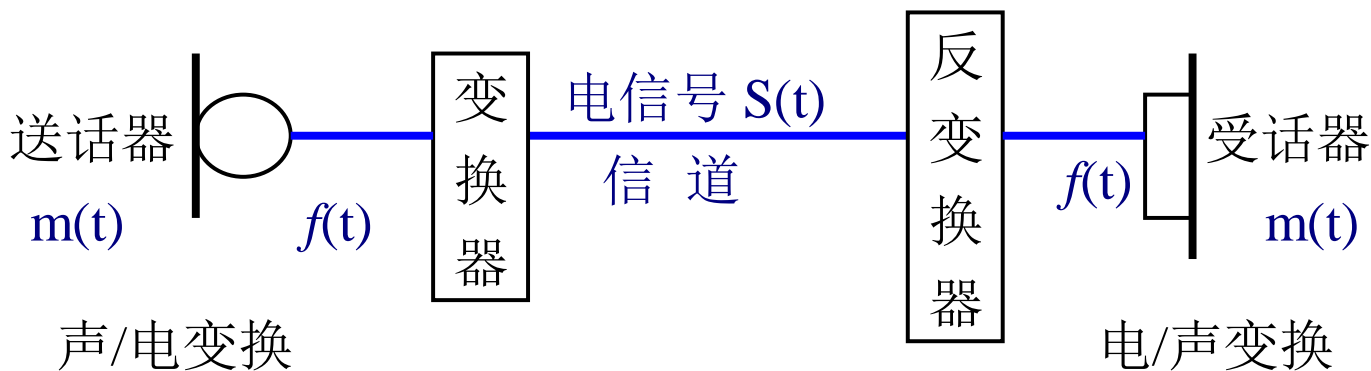 送话器
m(t)
声/电变换
f(t)
变换器
电信号 S(t)
信 道
反变换器
f(t)
受话器
m(t)
电/声变换